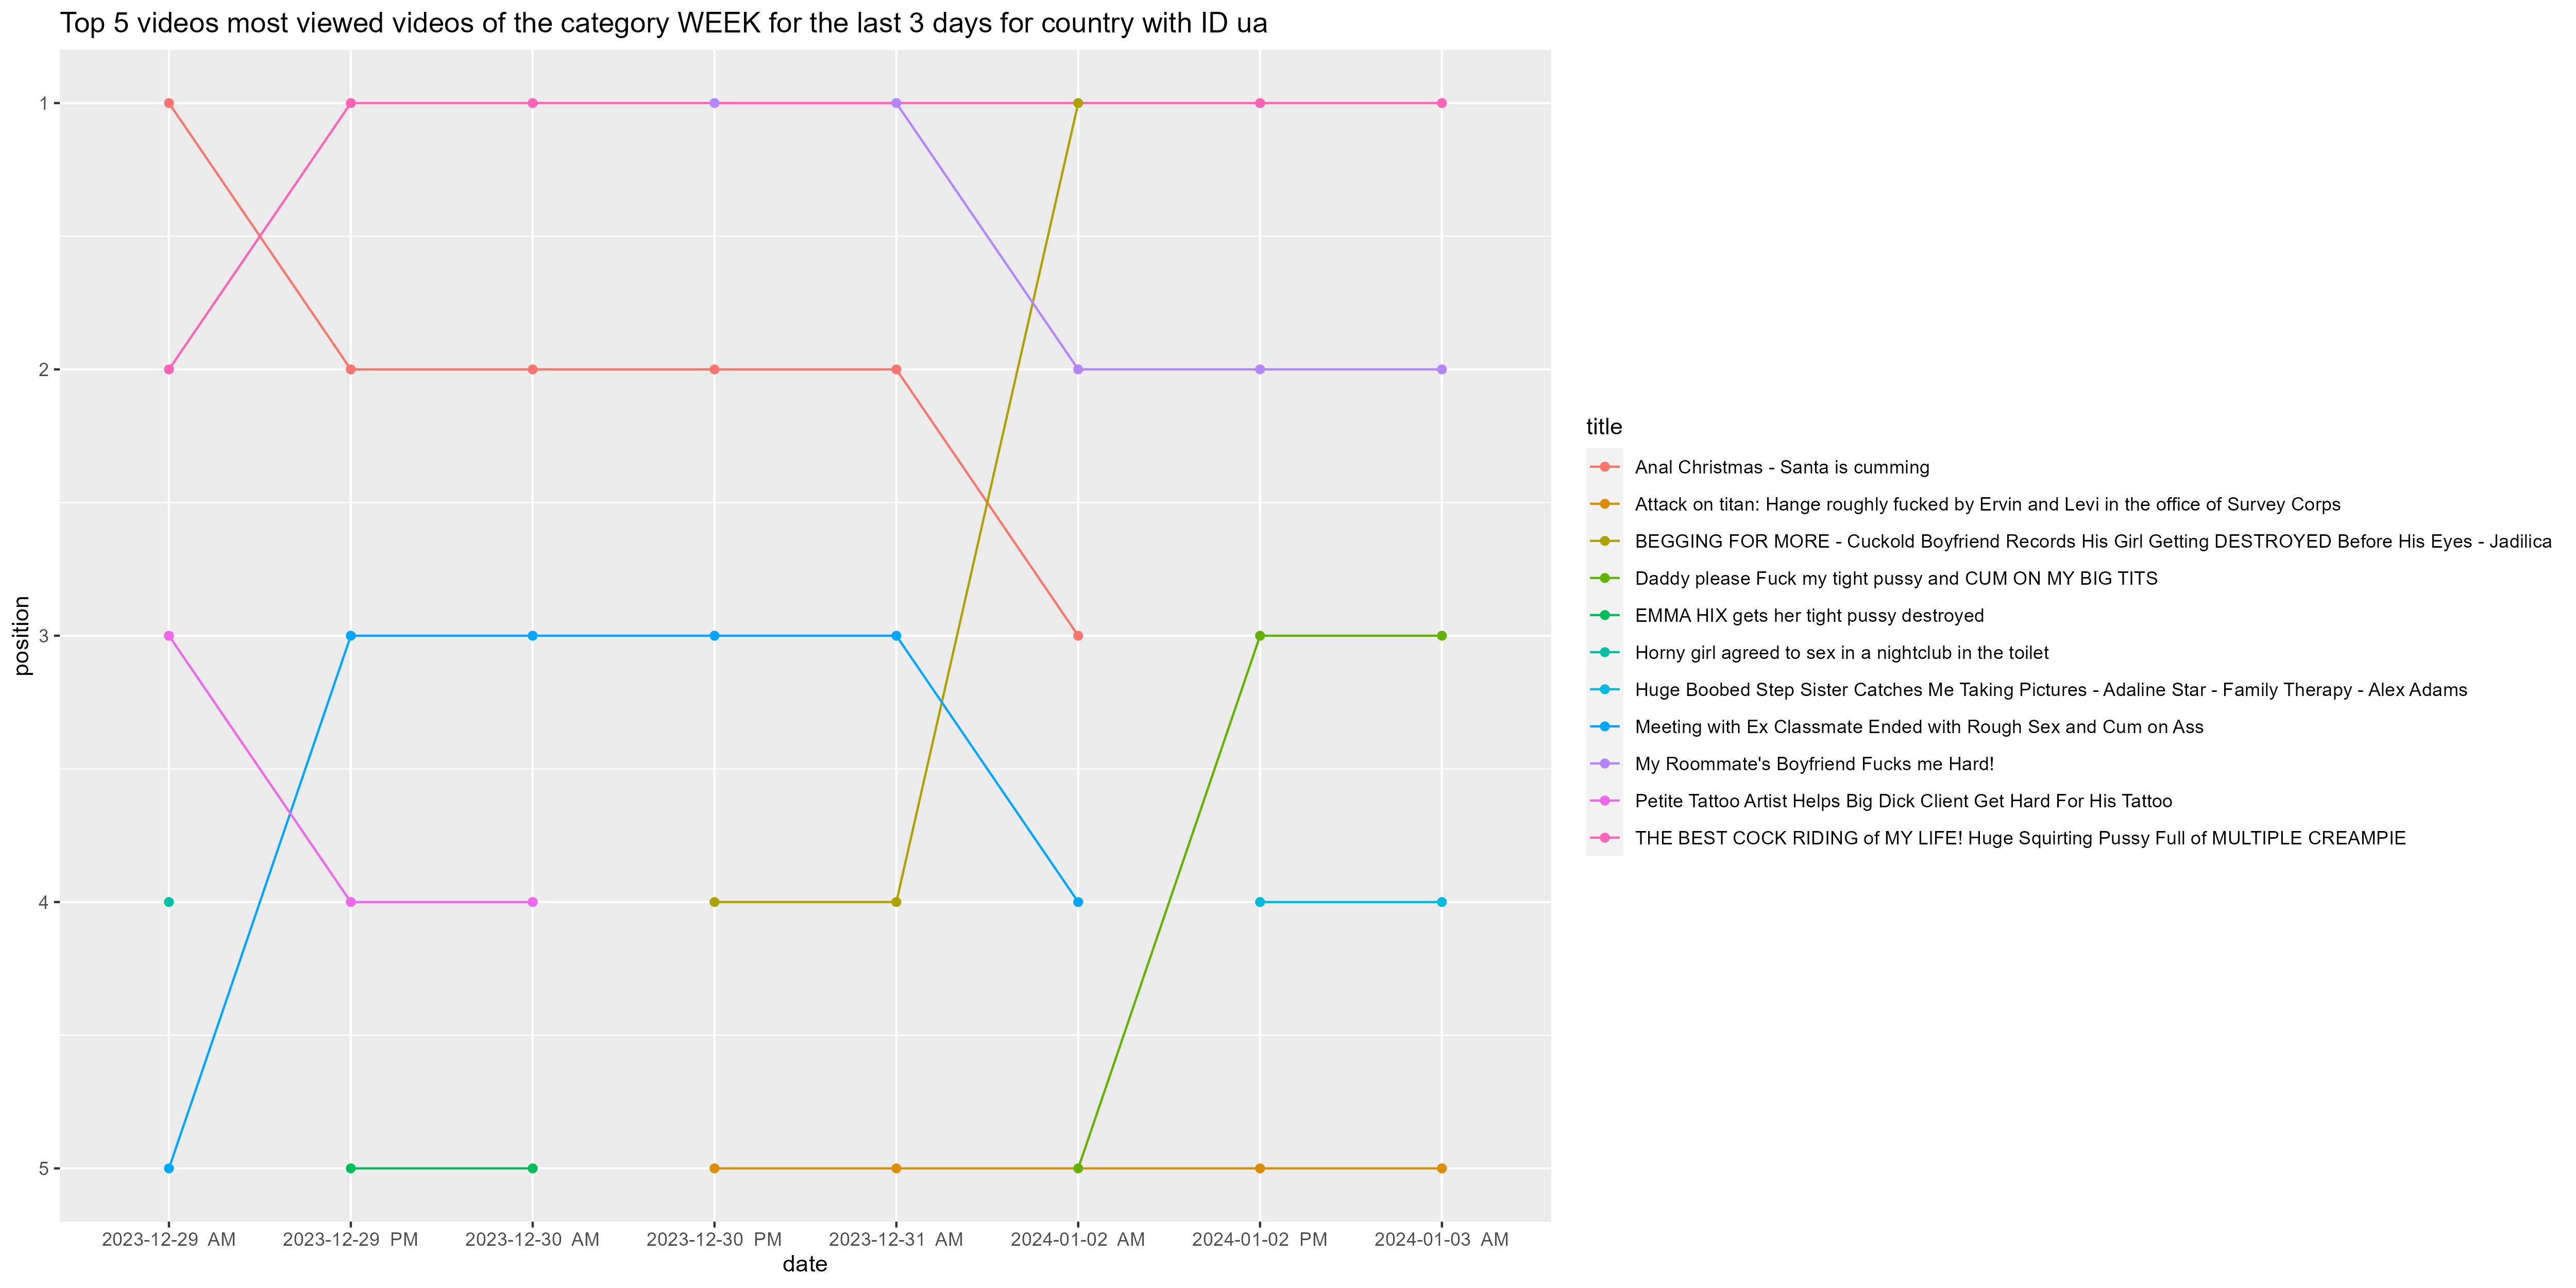 Top 5 videos most viewed videos of the category WEEK for the last 3 days for country with ID ua
position
1
2
3
4
5
2023-12-29 AM
2023-12-29 PM
2023-12-30 AM
2023-12-30 PM
2023-12-31 AM
2024-01-02 AM
2024-01-02 PM
2024-01-03 AM
date
title
Anal Christmas - Santa is cumming
Attack on titan: Hange roughly fucked by Ervin and Levi in the office of Survey Corps
BEGGING FOR MORE - Cuckold Boyfriend Records His Girl Getting DESTROYED Before His Eyes - Jadilica
Daddy please Fuck my tight pussy and CUM ON MY BIG TITS
EMMA HIX gets her tight pussy destroyed
Horny girl agreed to sex in a nightclub in the toilet
Huge Boobed Step Sister Catches Me Taking Pictures - Adaline Star - Family Therapy - Alex Adams
Meeting with Ex Classmate Ended with Rough Sex and Cum on Ass
My Roommate's Boyfriend Fucks me Hard!
Petite Tattoo Artist Helps Big Dick Client Get Hard For His Tattoo
THE BEST COCK RIDING of MY LIFE! Huge Squirting Pussy Full of MULTIPLE CREAMPIE